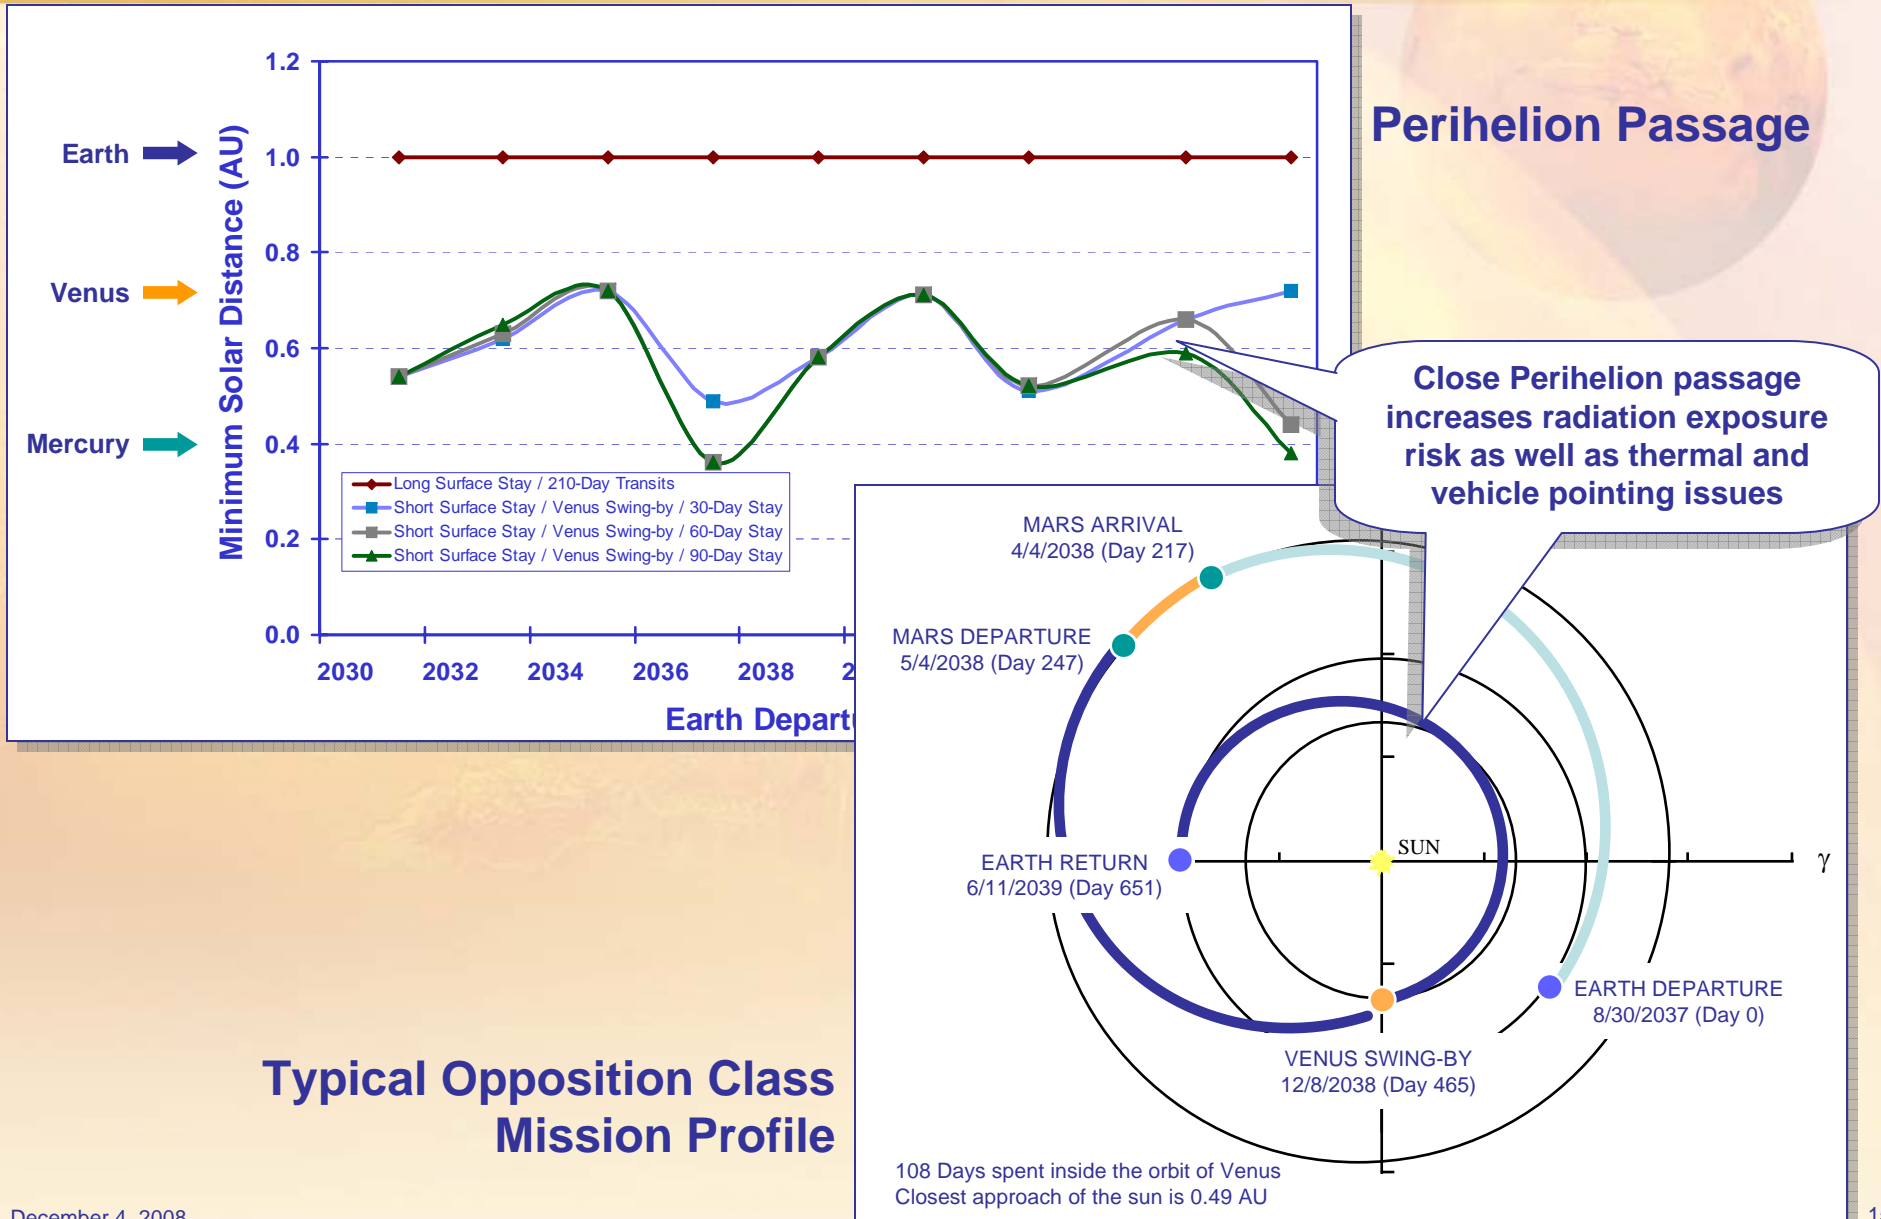 Perihelion Passage
1.2
1.0
0.8
0.6
0.4
0.2
0.0
Earth
Venus
Mercury
Minimum Solar Distance (AU)
Long Surface Stay / 210-Day Transits
Short Surface Stay / Venus Swing-by / 30-Day Stay
Short Surface Stay / Venus Swing-by / 60-Day Stay
Short Surface Stay / Venus Swing-by / 90-Day Stay
2030 2032 2034 2036 2038 2
Earth Depart
Close Perihelion passage
increases radiation exposure
risk as well as thermal and
vehicle pointing issues
MARS ARRIVAL
4/4/2038 (Day 217)
MARS DEPARTURE
5/4/2038 (Day 247)
SUN
γ
EARTH RETURN
6/11/2039 (Day 651)
EARTH DEPARTURE
8/30/2037 (Day 0)
VENUS SWING-BY
12/8/2038 (Day 465)
108 Days spent inside the orbit of Venus
Closest approach of the sun is 0.49 AU
Typical Opposition Class
Mission Profile
December 4, 2008